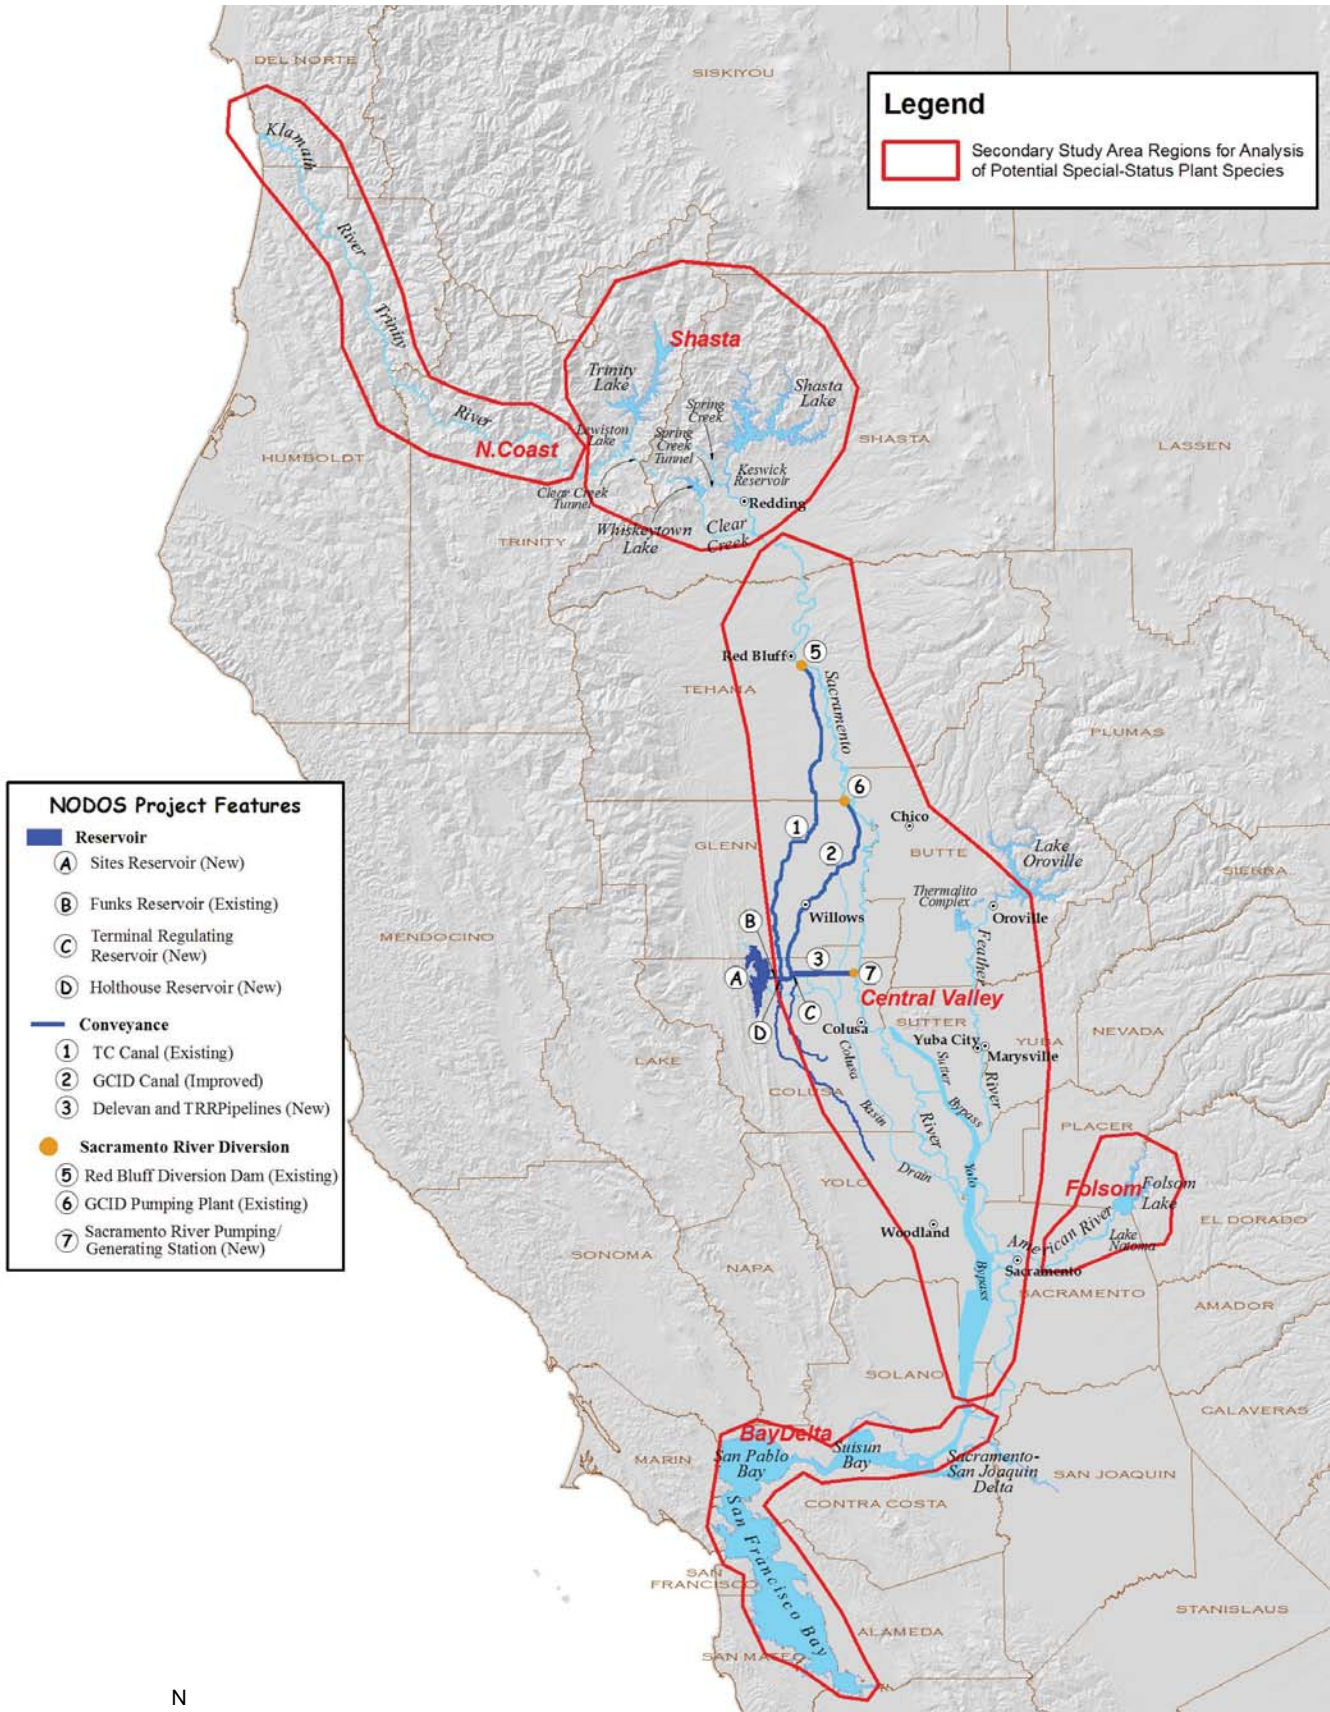 DEL NORTE
SISKIYOU
Legend
Secondary Study Area Regions for Analysis
of Potential Special-Status Plant Species
Klamath
River
Trinity
River
N.Coast
HUMBOLDT
TRINITY
Shasta
Trinity
Lake
Shasta
Lake
Spring
Creek
Lewiston
Lake
Spring
Creek
Tunnel
Keswick
Reservoir
Redding
Clear Creek
Tunnel
Whiskeytown
Lake
Clear
Creek
SHASTA
LASSEN
Red Bluff
5
TEHAMA
Sacramento
PLUMAS
6
1
2
Chico
GLENN
BUTTE
Lake
Oroville
SIERRA
Thermalito
Complex
Oroville
Willows
Feather
B
A
3
7
C
D
Central Valley
MENDOCINO
Colusa
SUTTER
Yuba City
Marysville
YUBA
NEVADA
LAKE
COLUSA
Colusa
Basin
Drain
Sutter
Bypass
River
River
PLACER
YOLO
Yolo
Bypass
Woodland
Folsom
Folsom
Lake
American River
Lake
Natoma
Sacramento
EL DORADO
SACRAMENTO
AMADOR
SONOMA
NAPA
SOLANO
CALAVERAS
BayDelta
MARIN
San Pablo
Bay
Suisun
Bay
Sacramento-
San Joaquin
Delta
SAN JOAQUIN
CONTRA COSTA
San Francisco Bay
SAN
FRANCISCO
ALAMEDA
STANISLAUS
SAN MATEO
NODOS Project Features
Reservoir
A Sites Reservoir (New)
B Funks Reservoir (Existing)
C Terminal Regulating
Reservoir (New)
D Holthouse Reservoir (New)
Conveyance
1 TC Canal (Existing)
2 GCID Canal (Improved)
3 Delevan and TRRPipelines (New)
Sacramento River Diversion
5 Red Bluff Diversion Dam (Existing)
6 GCID Pumping Plant (Existing)
7 Sacramento River Pumping/
Generating Station (New)
N